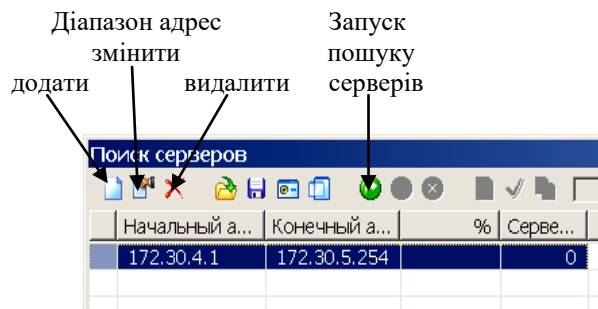 Діапазон адрес Запуск
змінити пошуку
додати видалити серверів
Поиск серверов
Начальный а... Конечный а... % Серве...
172.30.4.1 172.30.5.254 0